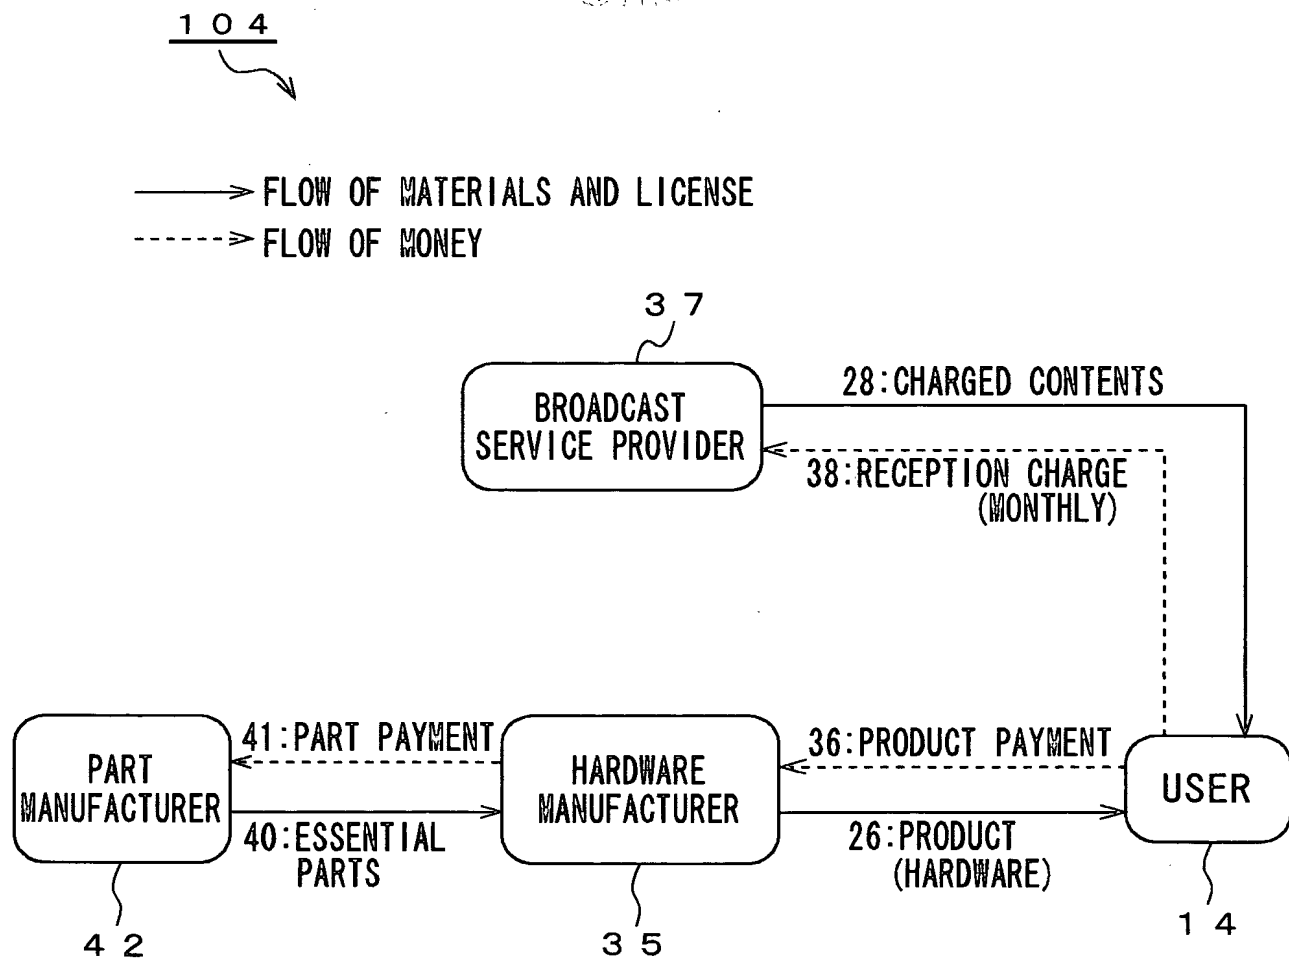 104
FLOW OF MATERIALS AND LICENSE
FLOW OF MONEY
37
BROADCAST
SERVICE PROVIDER
28:CHARGED CONTENTS
38:RECEPTION CHARGE
(MONTHLY)
41:PART PAYMENT
36:PRODUCT PAYMENT
PART
MANUFACTURER
HARDWARE
MANUFACTURER
USER
40:ESSENTIAL
PARTS
26:PRODUCT
(HARDWARE)
42
35
14